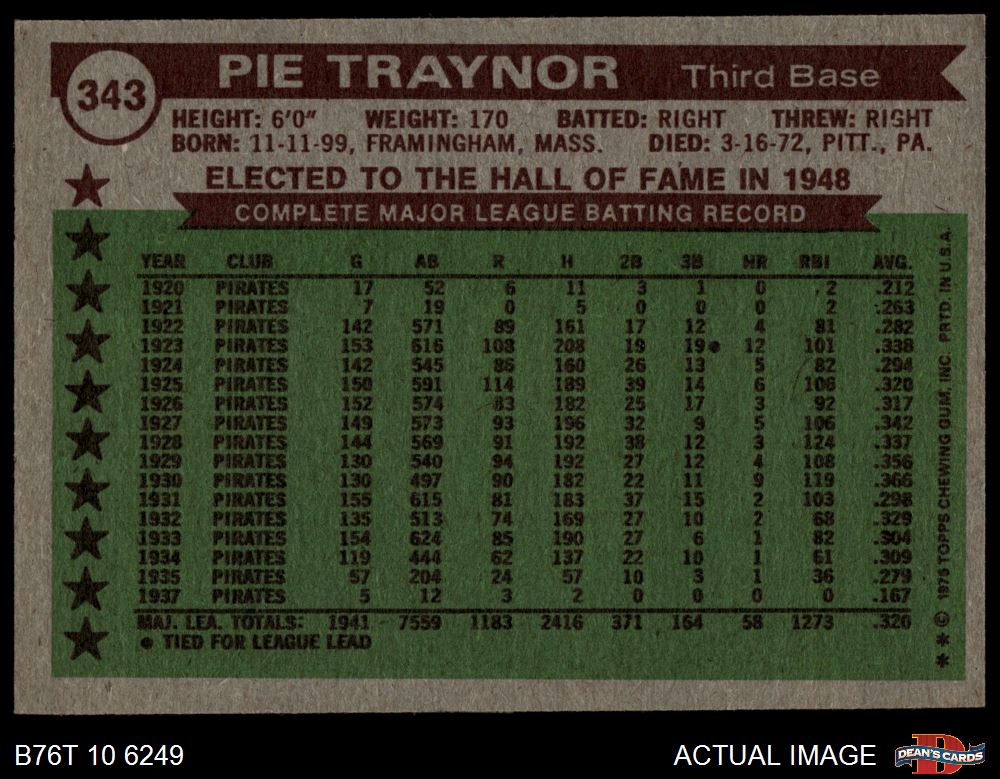 343
PIE TRAYNOR Third Base
HEIGHT: 6'0" WEIGHT: 170 BATTED: RIGHT THREW: RIGHT
BORN: 11-11-99, FRAMINGHAM, MASS. DIED: 3-16-72, PITT., PA.
ELECTED TO THE HALL OF FAME IN 1948
COMPLETE MAJOR LEAGUE BATTING RECORD
YEAR CLUB G AB R H 2B 3B HR RBI AVG.
1920 PIRATES 17 52 6 11 3 1 0 2 .212
1921 PIRATES 7 19 0 5 0 0 0 2 .263
1922 PIRATES 142 571 89 161 17 12 4 81 .282
1923 PIRATES 153 616 108 208 19 19● 12 101 .338
1924 PIRATES 142 545 86 160 26 13 5 82 .294
1925 PIRATES 150 591 114 189 39 14 6 106 .320
1926 PIRATES 152 574 83 182 25 17 3 92 .317
1927 PIRATES 149 573 93 196 32 9 5 106 .342
1928 PIRATES 144 569 91 192 38 12 3 124 .337
1929 PIRATES 130 540 94 192 27 12 4 108 .356
1930 PIRATES 130 497 90 182 22 11 9 119 .366
1931 PIRATES 155 615 81 183 37 15 2 103 .298
1932 PIRATES 135 513 74 169 27 10 2 68 .329
1933 PIRATES 154 624 85 190 27 6 1 82 .304
1934 PIRATES 119 444 62 137 22 10 1 61 .309
1935 PIRATES 57 204 24 57 10 3 1 36 .279
1937 PIRATES 5 12 3 2 0 0 0 0 .167
MAJ. LEA. TOTALS: 1941 7559 1183 2416 371 164 58 1273 .320
● TIED FOR LEAGUE LEAD
* * © 1976 TOPPS CHEWING GUM, INC. PRTD. IN U.S.A.
B76T 10 6249
ACTUAL IMAGE
DEAN'S CARDS